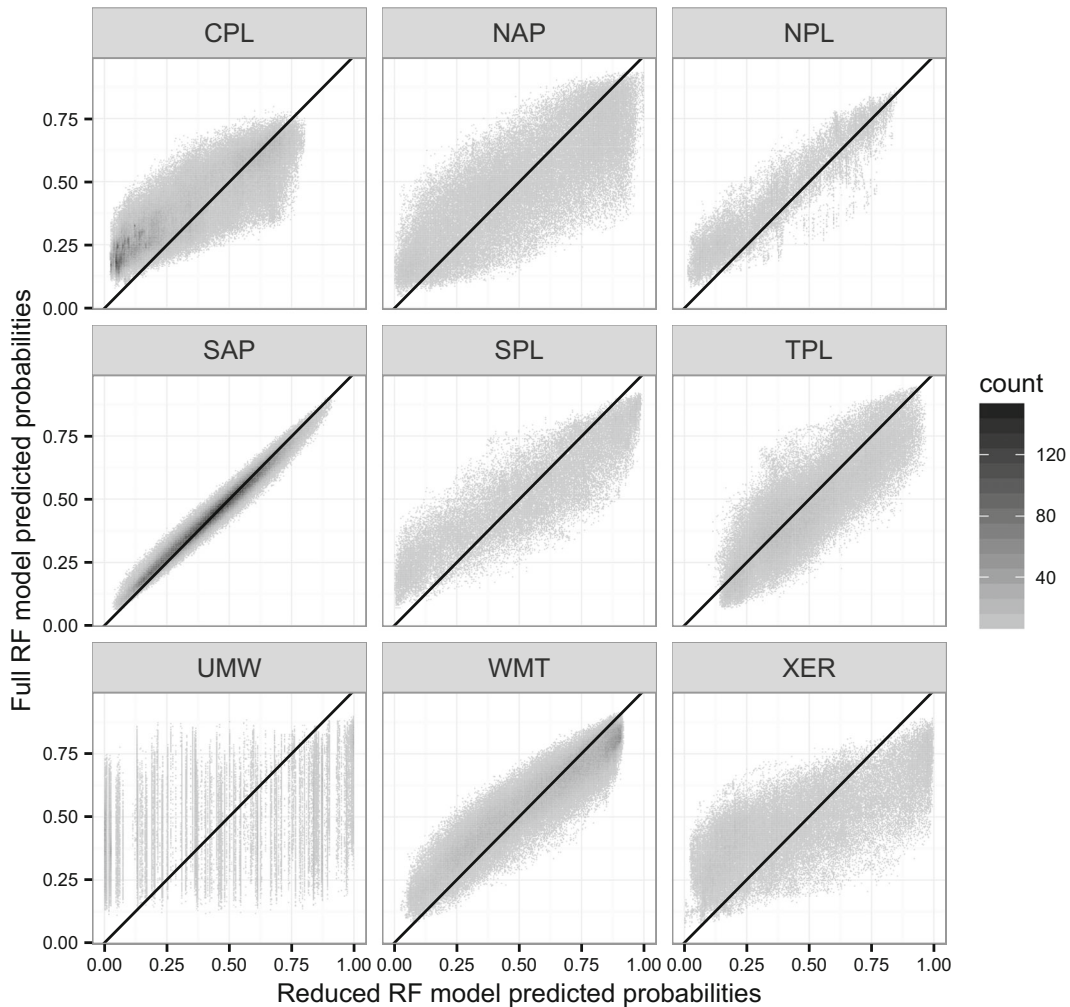 CPL NAP NPL
0.75
0.50
0.25
0.00
SAP SPL TPL
0.75
0.50
0.25
0.00
UMW WMT XER
0.75
0.50
0.25
0.00
0.00 0.25 0.50 0.75 1.00 0.00 0.25 0.50 0.75 1.00 0.00 0.25 0.50 0.75 1.00
Reduced RF model predicted probabilities
Full RF model predicted probabilities
count
120
80
40